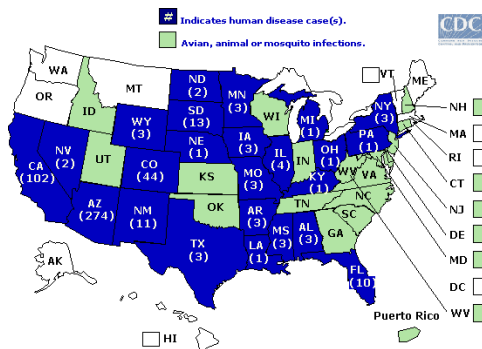 # Indicates human disease case(s).
Avian, animal or mosquito infections.
CDC
WA
OR
ID
MT
ND
(2)
SD
(13)
WY
(3)
NE
(1)
MN
(3)
WI
IA
(3)
MI
(1)
NY
(3)
PA
(1)
VT
ME
NH
MA
RI
CT
NJ
DE
MD
DC
WV
CA
(102)
NV
(2)
UT
CO
(44)
KS
MO
(3)
IL
(4)
IN
OH
(1)
KY
(1)
WV
VA
NC
TN
SC
GA
AZ
(274)
NM
(11)
OK
AR
(3)
TX
(3)
LA
(1)
MS
(3)
AL
(3)
FL
(10)
AK
HI
Puerto Rico